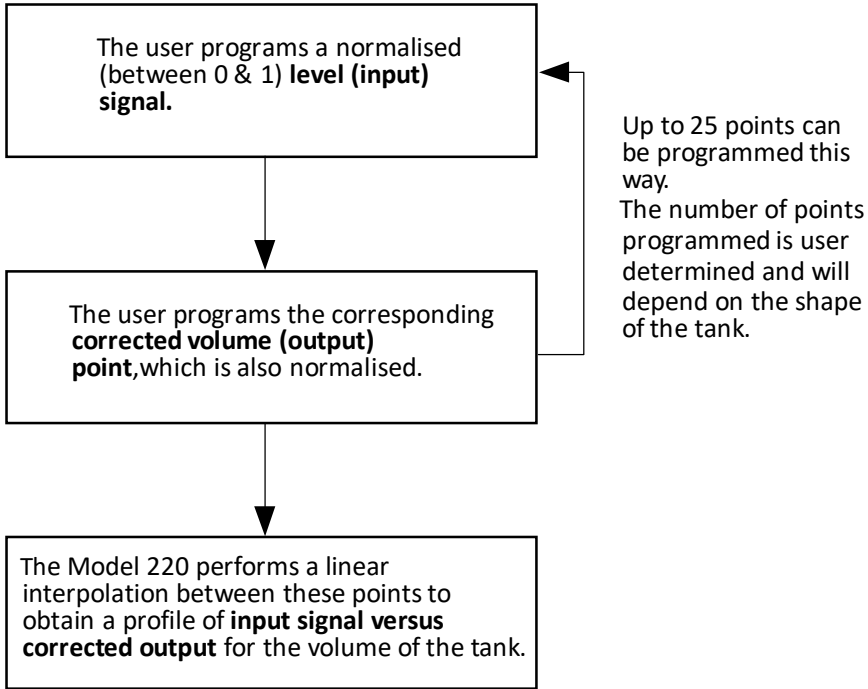 The user programs a normalised
(between 0 & 1) level (input)
signal.
Up to 25 points can
be programmed this
way.
The number of points
programmed is user
determined and will
depend on the shape
of the tank.
The user programs the corresponding
corrected volume (output)
point,which is also normalised.
The Model 220 performs a linear
interpolation between these points to
obtain a profile of input signal versus
corrected output for the volume of the tank.